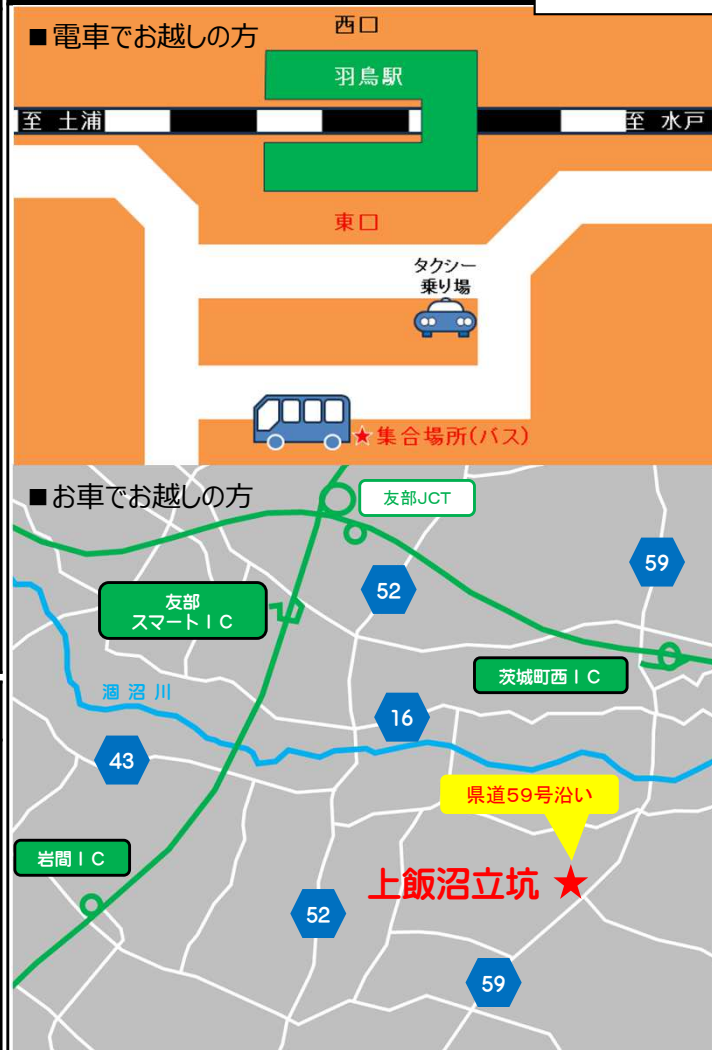 ■電車でお越しの方
西口
羽鳥駅
至 土浦
至 水戸
東口
タクシー
乗り場
★集合場所(バス)
■お車でお越しの方
友部JCT
59
52
友部
スマートIC
茨城町西IC
涸沼川
16
43
県道59号沿い
岩間IC
上飯沼立坑 ★
52
59